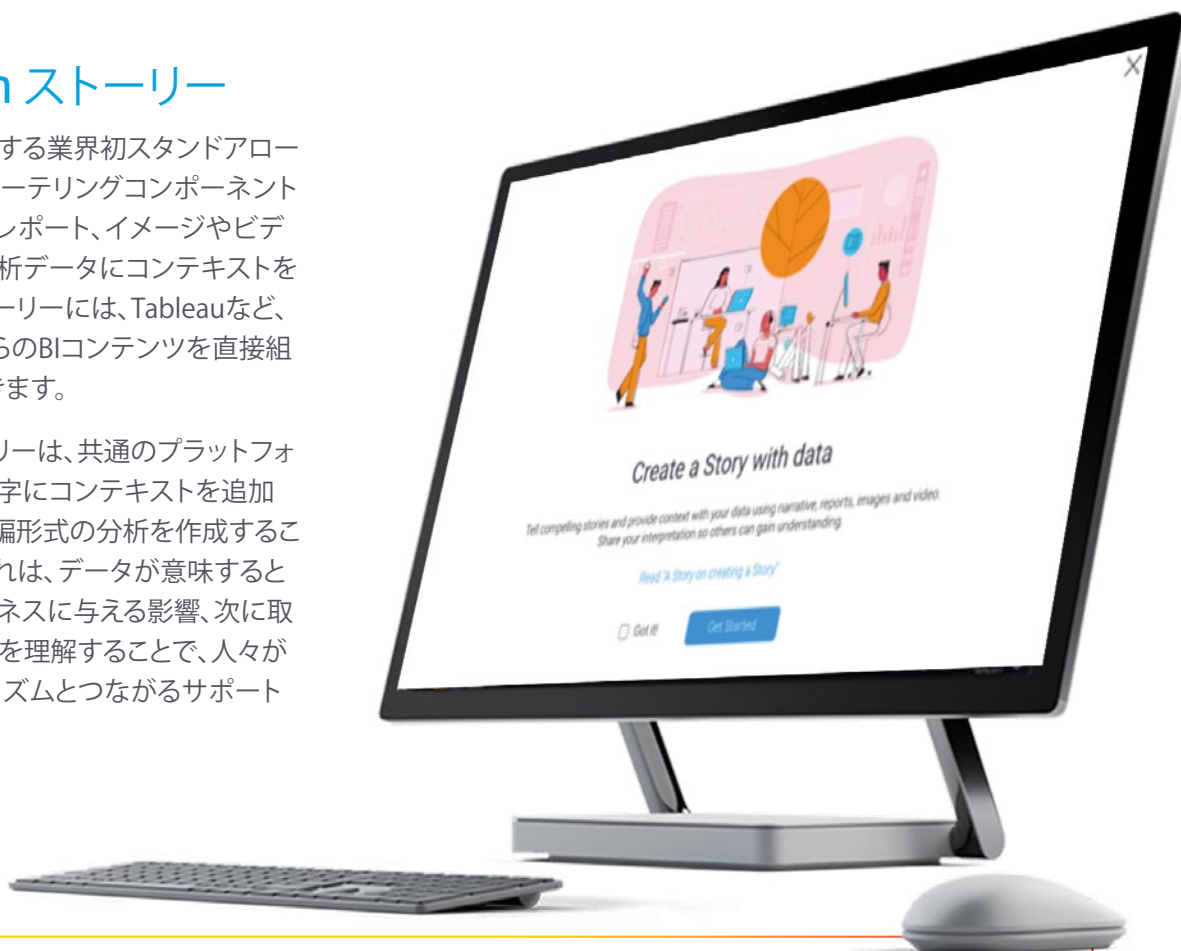 n ストーリー
する業界初スタンドアロー
ーテリングコンポーネント
レポート、イメージやビデ
析データにコンテキストを
ーリーには、Tableauなど、
らのBIコンテンツを直接組
きます。
リーは、共通のプラットフォ
字にコンテキストを追加
偏形式の分析を作成するこ
れは、データが意味すると
ネスに与える影響、次に取
を理解することで、人々が
ズムとつながるサポート
X
Create a Story with data
Tell compelling stories and provide context with your data using narrative, reports, images and video.
Share your interpretation so others can gain understanding.
Read "A Story on creating a Story"
Got it!
Get Started